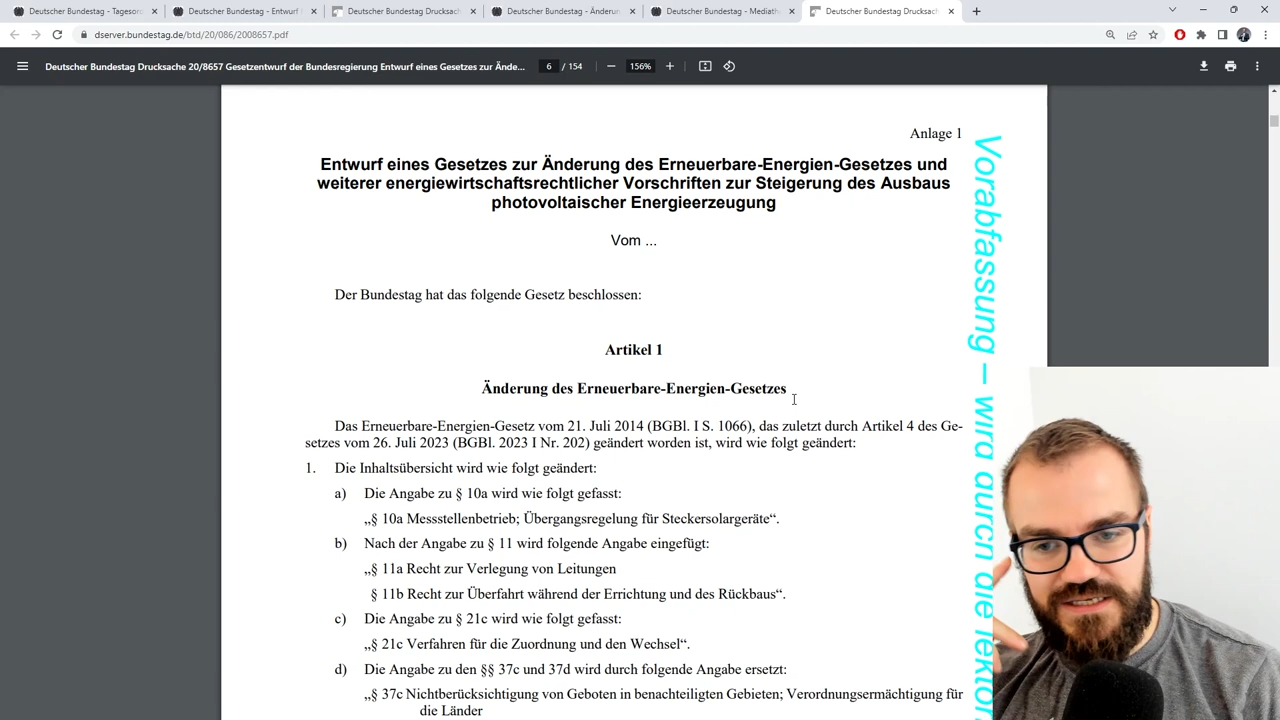 Deutscher Bundestag - Tagesor
Deutscher Bundestag - Entwurf
Deutscher Bundestag Drucksac
Deutscher Bundestag - Änderun
Deutscher Bundestag - Mediath
Deutscher Bundestag Drucksac
dserver.bundestag.de/btd/20/086/2008657.pdf
Deutscher Bundestag Drucksache 20/8657 Gesetzentwurf der Bundesregierung Entwurf eines Gesetzes zur Ände...
6 / 154
156%
Anlage 1
Entwurf eines Gesetzes zur Änderung des Erneuerbare-Energien-Gesetzes und
weiterer energiewirtschaftsrechtlicher Vorschriften zur Steigerung des Ausbaus
photovoltaischer Energieerzeugung
Vom ...
Der Bundestag hat das folgende Gesetz beschlossen:
Artikel 1
Änderung des Erneuerbare-Energien-Gesetzes
Das Erneuerbare-Energien-Gesetz vom 21. Juli 2014 (BGBl. I S. 1066), das zuletzt durch Artikel 4 des Ge-
setzes vom 26. Juli 2023 (BGBl. 2023 I Nr. 202) geändert worden ist, wird wie folgt geändert:
1. Die Inhaltsübersicht wird wie folgt geändert:
a) Die Angabe zu § 10a wird wie folgt gefasst:
„§ 10a Messstellenbetrieb; Übergangsregelung für Steckersolargeräte“.
b) Nach der Angabe zu § 11 wird folgende Angabe eingefügt:
„§ 11a Recht zur Verlegung von Leitungen
§ 11b Recht zur Überfahrt während der Errichtung und des Rückbaus“.
c) Die Angabe zu § 21c wird wie folgt gefasst:
„§ 21c Verfahren für die Zuordnung und den Wechsel“.
d) Die Angabe zu den §§ 37c und 37d wird durch folgende Angabe ersetzt:
„§ 37c Nichtberücksichtigung von Geboten in benachteiligten Gebieten; Verordnungsermächtigung für
die Länder
Vorabfassung – wird durch die lektor